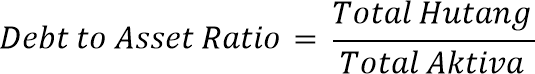 Debt to Asset Ratio = Total Hutang / Total Aktiva